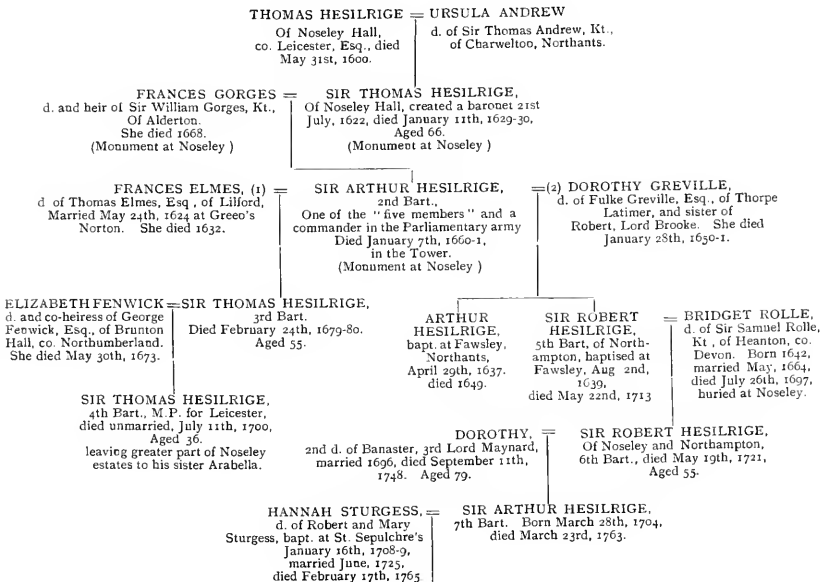 THOMAS HESILRIGE = URSULA ANDREW
Of Noseley Hall,
co. Leicester, Esq., died
May 31st, 1600.
d. of Sir Thomas Andrew, Kt.,
of Charweltoo, Northants.
FRANCES GORGES =
d. and heir of Sir William Gorges, Kt.,
Of Alderton.
She died 1668.
(Monument at Noseley )
SIR THOMAS HESILRIGE,
Of Noseley Hall, created a baronet 21st
July, 1622, died January 11th, 1629-30,
Aged 66.
(Monument at Noseley )
FRANCES ELMES, (1) =
d. of Thomas Elmes, Esq , of Lilford,
Married May 24th, 1624 at Greeo's
Norton. She died 1632.
SIR ARTHUR HESILRIGE,
2nd Bart.,
One of the "five members" and a
commander in the Parliamentary army
Died January 7th, 1660-1,
in the Tower.
(Monument at Noseley )
=(2) DOROTHY GREVILLE,
d. of Fulke Greville, Esq., of Thorpe
Latimer, and sister of
Robert, Lord Brooke. She died
January 28th, 1650-1.
ELIZABETH FENWICK =
d. and co-heiress of George
Fenwick, Esq., of Brunton
Hall, co. Northumberland.
She died May 30th, 1673.
SIR THOMAS HESILRIGE,
3rd Bart.
Died February 24th, 1679-80.
Aged 55.
ARTHUR
HESILRIGE,
bapt. at Fawsley,
Northants,
April 29th, 1637.
died 1649.
SIR ROBERT
HESILRIGE,
5th Bart, of North-
ampton, baptised at
Fawsley, Aug 2nd,
1639,
died May 22nd, 1713
= BRIDGET ROLLE,
d. of Sir Samuel Rolle,
Kt , of Heanton, co.
Devon. Born 1642,
married May, 1664,
died July 26th, 1697,
buried at Noseley.
SIR THOMAS HESILRIGE,
4th Bart., M.P. for Leicester,
died unmarried, July 11th, 1700,
Aged 36.
leaving greater part of Noseley
estates to his sister Arabella.
DOROTHY, =
2nd d. of Banaster, 3rd Lord Maynard,
married 1696, died September 11th,
1748. Aged 79.
SIR ROBERT HESILRIGE,
Of Noseley and Northampton,
6th Bart., died May 19th, 1721,
Aged 55.
HANNAH STURGESS, =
d. of Robert and Mary
Sturgess, bapt. at St. Sepulchre's
January 16th, 1708-9,
married June, 1725,
died February 17th, 1765
SIR ARTHUR HESILRIGE,
7th Bart. Born March 28th, 1704,
died March 23rd, 1763.